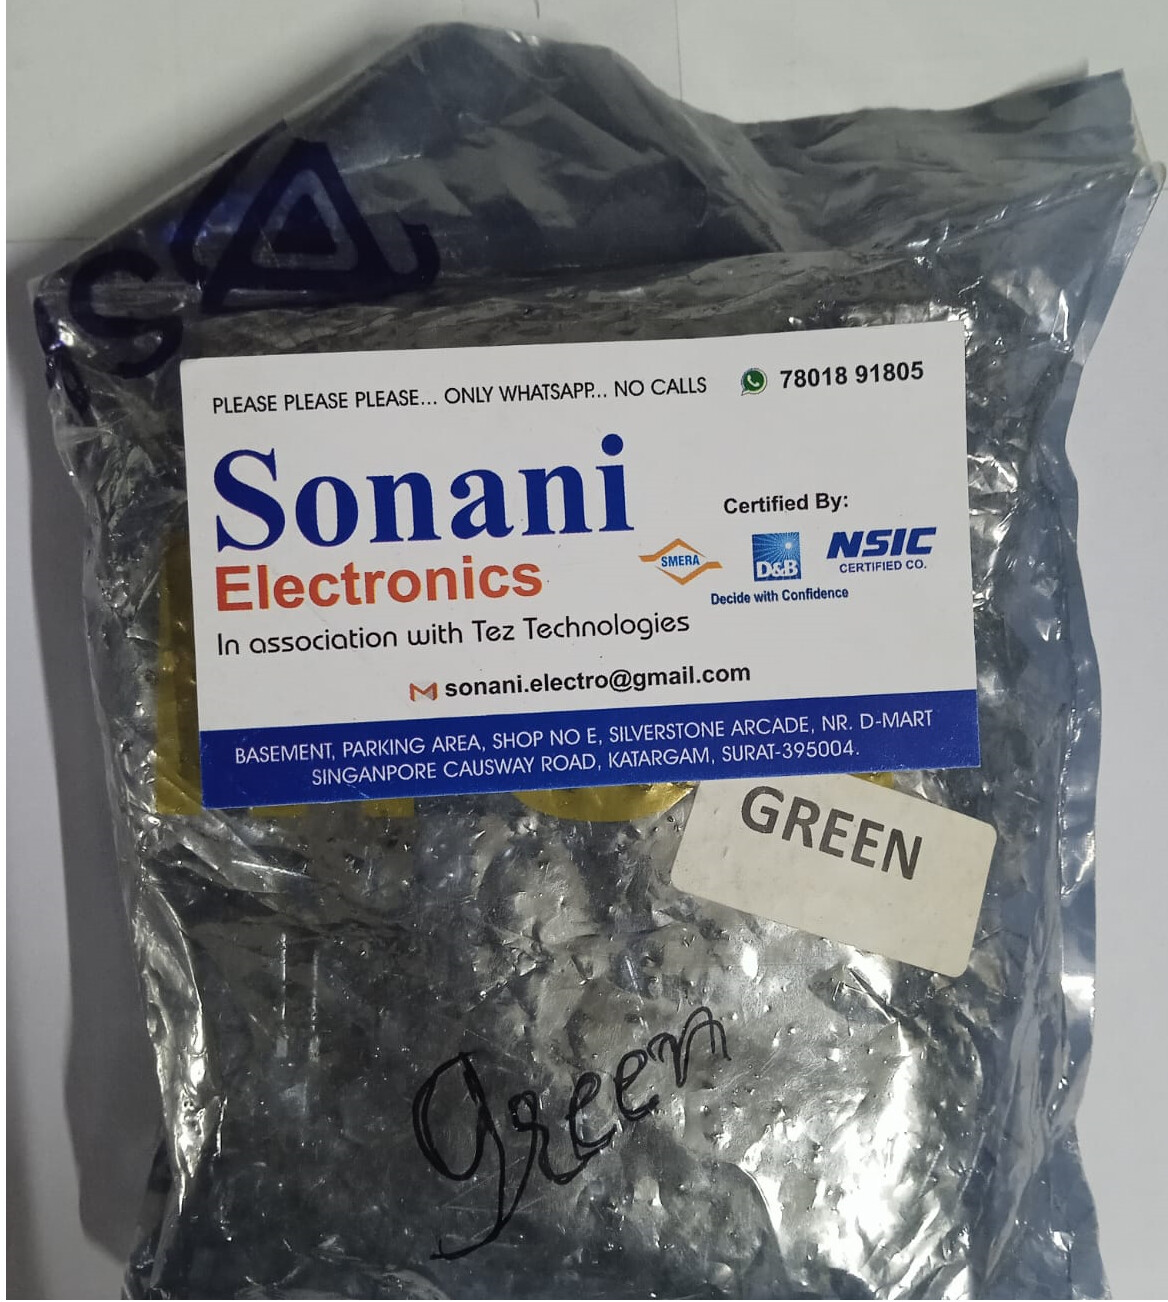 PLEASE PLEASE PLEASE... ONLY WHATSAPP... NO CALLS 78018 91805
Sonani
Electronics
In association with Tez Technologies
Certified By:
SMERA
D&B
Decide with Confidence
NSIC
CERTIFIED CO.
sonani.electro@gmail.com
BASEMENT, PARKING AREA, SHOP NO E, SILVERSTONE ARCADE, NR. D-MART
SINGANPORE CAUSWAY ROAD, KATARGAM, SURAT-395004.
GREEN
Green